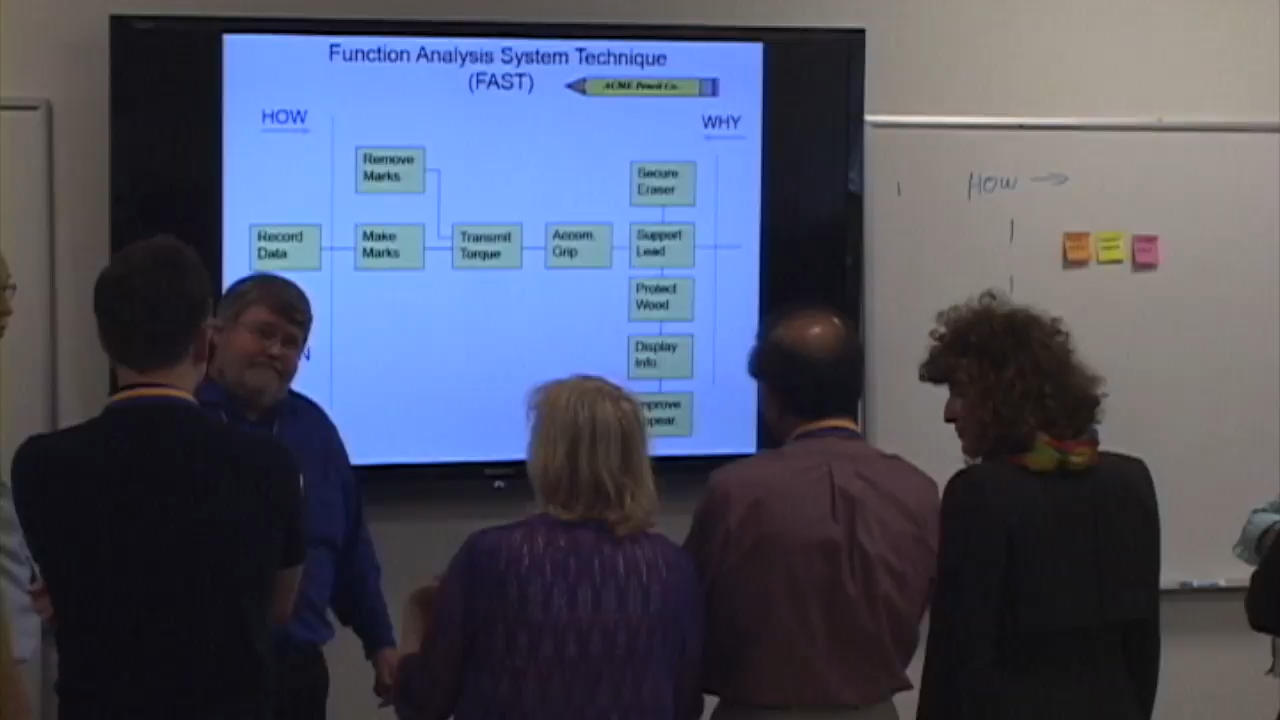 Function Analysis System Technique
(FAST)
ACME Pencil Co.
HOW
WHY
Remove
Marks
Secure
Eraser
Record
Data
Make
Marks
Transmit
Torque
Accom.
Grip
Support
Lead
Protect
Wood
Display
Info.
HOW →